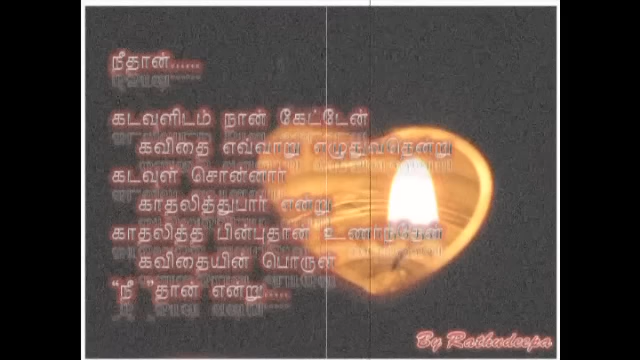 நீதான்......
கடவுளிடம் நான் கேட்டேன்
கவிதை எவ்வாறு எழுதுவதென்று
கடவுள் சொன்னார்
காதலித்துபார் என்று
காதலித்த பின்புதான் உணர்ந்தேன்
கவிதையின் பொருள்
“நீ ”தான் என்று.....
By Rathudeepa